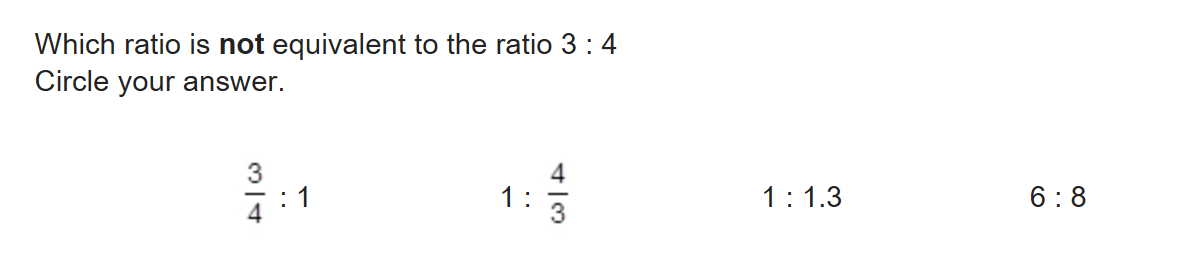 Which ratio is not equivalent to the ratio 3 : 4
Circle your answer.
3/4 : 1    1 : 4/3    1 : 1.3    6 : 8